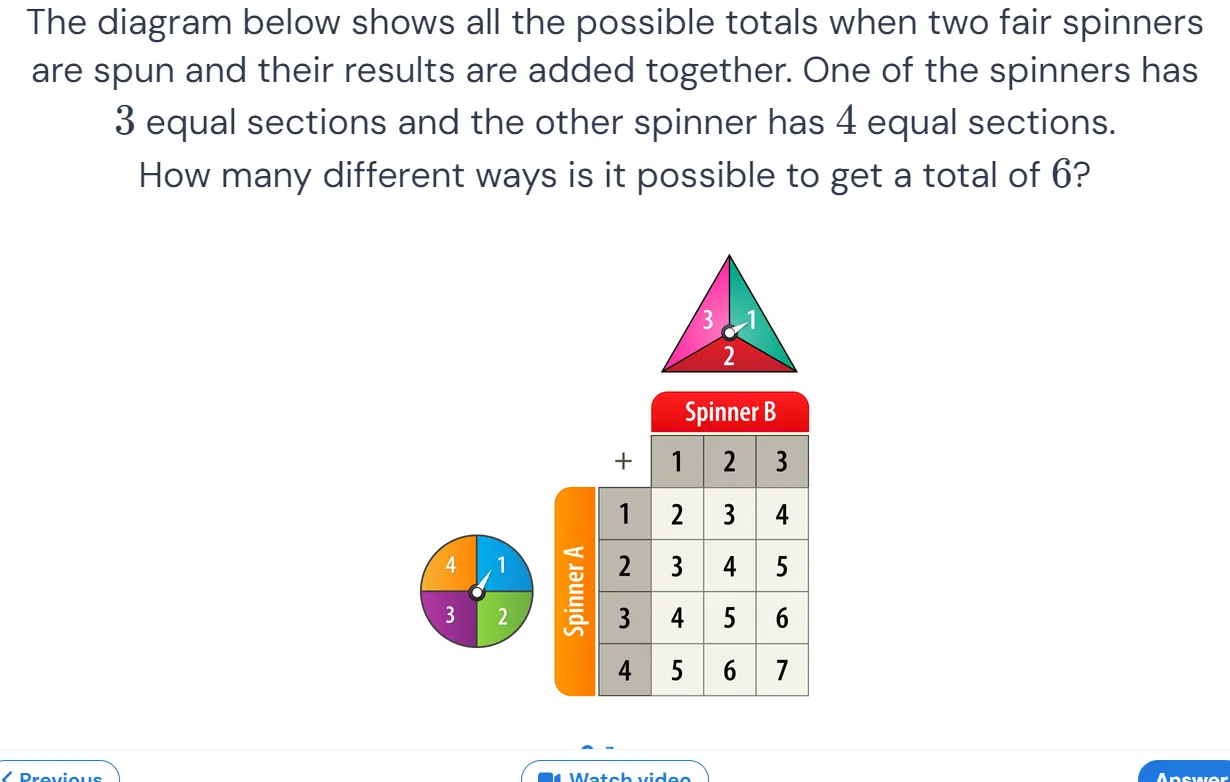 The diagram below shows all the possible totals when two fair spinners
are spun and their results are added together. One of the spinners has
3 equal sections and the other spinner has 4 equal sections.
How many different ways is it possible to get a total of 6?
3 1
2
Spinner B
+ 1 2 3
1 2 3 4
2 3 4 5
3 4 5 6
4 5 6 7
Spinner A
4 1
3 2
Previous
Watch video
Answer